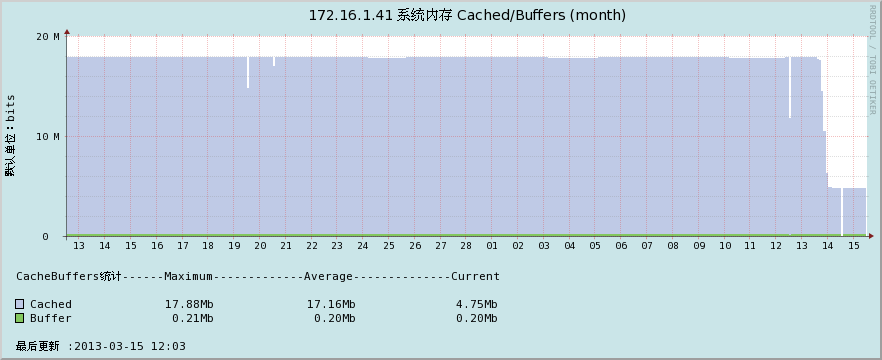 172.16.1.41 系统内存 Cached/Buffers (month)
RRDTOOL / TOBI OETIKER
默认单位：bits
20 M
10 M
0
13 14 15 16 17 18 19 20 21 22 23 24 25 26 27 28 01 02 03 04 05 06 07 08 09 10 11 12 13 14 15
CacheBuffers统计------Maximum-------------Average--------------Current
Cached 17.88Mb 17.16Mb 4.75Mb
Buffer 0.21Mb 0.20Mb 0.20Mb
最后更新 :2013-03-15 12:03